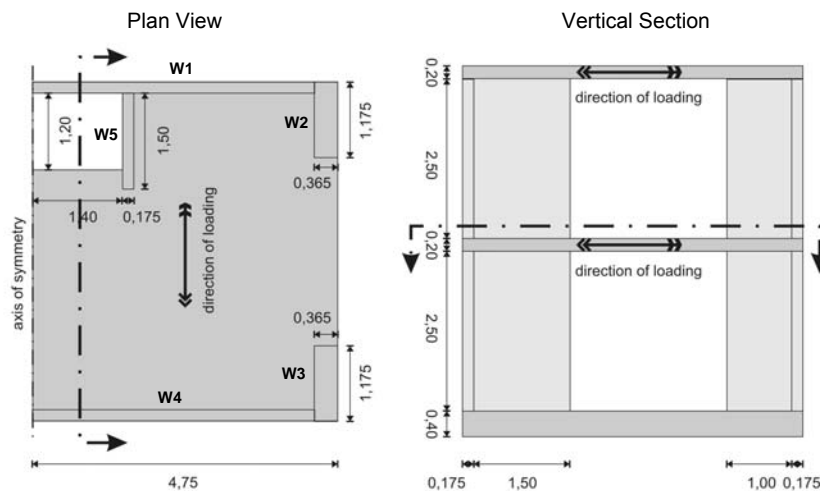 Plan View
Vertical Section
W1
W2
W5
1,20
1,50
1,175
0,365
1,40
0,175
axis of symmetry
direction of loading
0,365
W3
1,175
W4
4,75
0,20
direction of loading
2,50
0,20
direction of loading
2,50
0,40
0,175
1,50
1,00
0,175